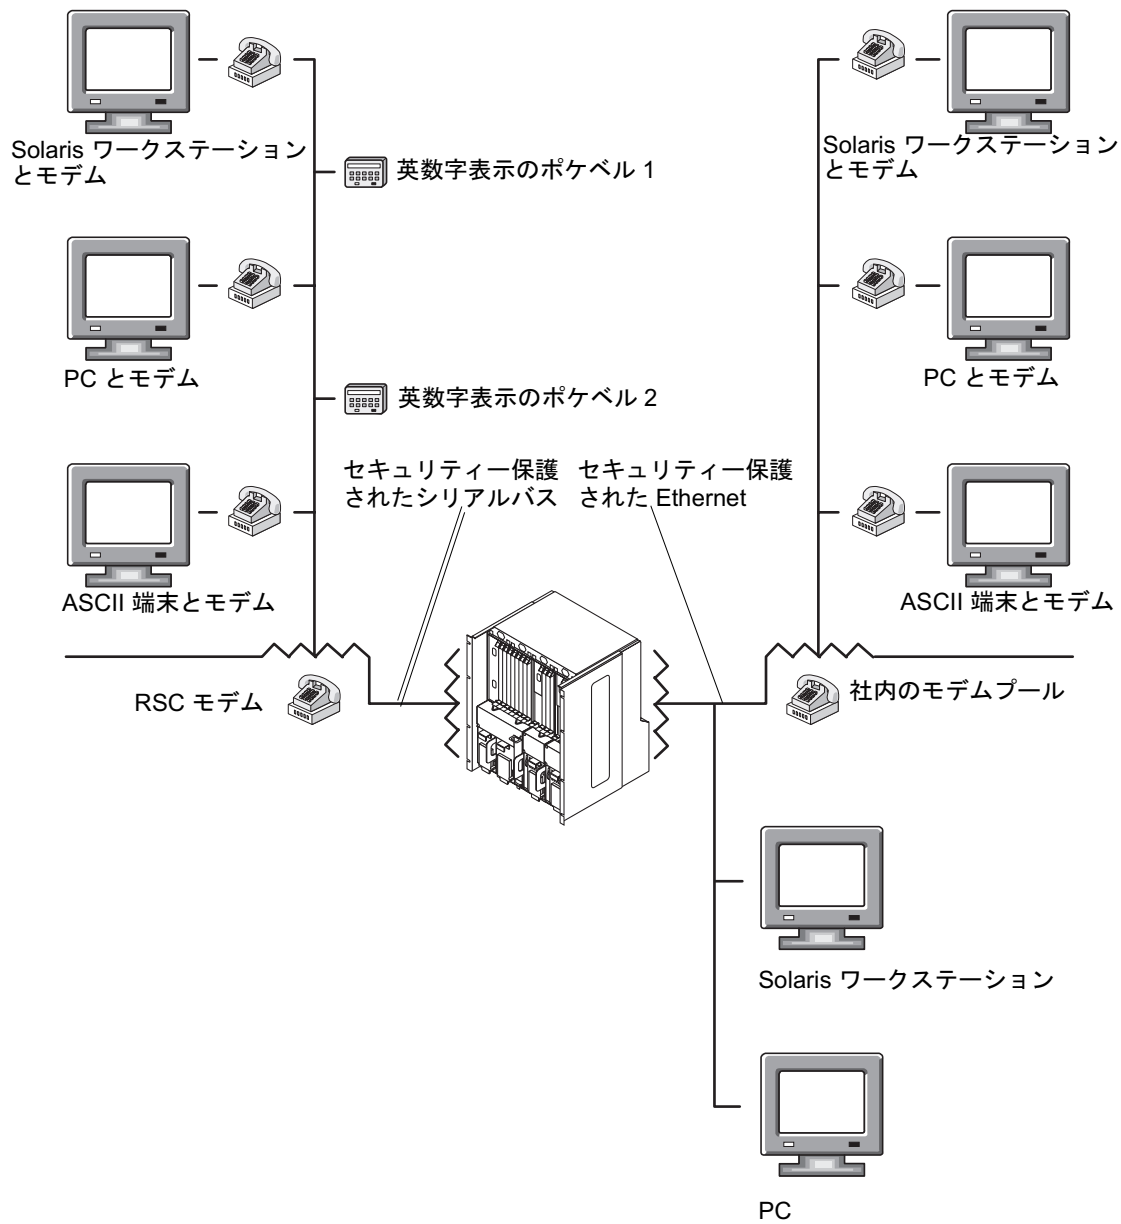 Solaris ワークステーション
とモデム
Solaris ワークステーション
とモデム
英数字表示のポケベル 1
PC とモデム
PC とモデム
英数字表示のポケベル 2
セキュリティー保護
されたシリアルバス
セキュリティー保護
された Ethernet
ASCII 端末とモデム
ASCII 端末とモデム
RSC モデム
社内のモデムプール
Solaris ワークステーション
PC